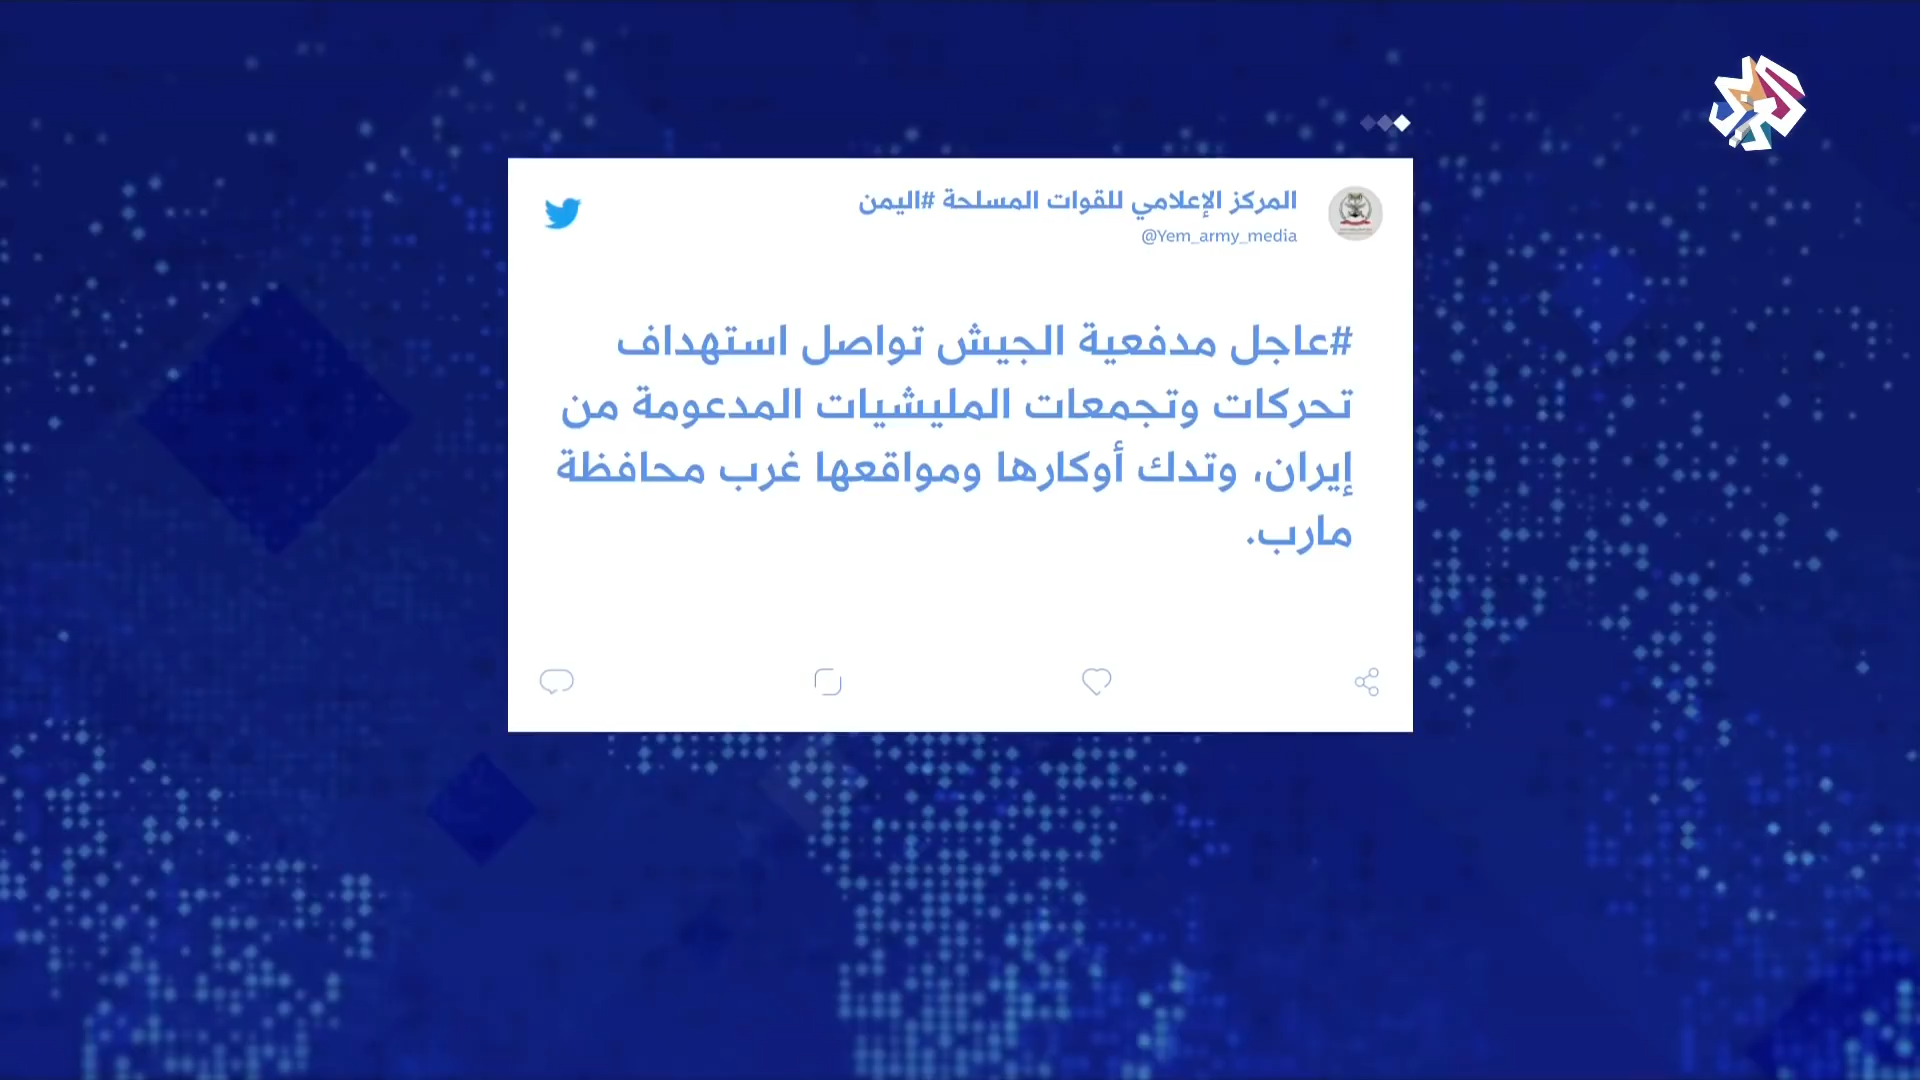 المركز الإعلامي للقوات المسلحة #اليمن
@Yem_army_media
#عاجل مدفعية الجيش تواصل استهداف
تحركات وتجمعات المليشيات المدعومة من
إيران، وتدك أوكارها ومواقعها غرب محافظة
مارب.